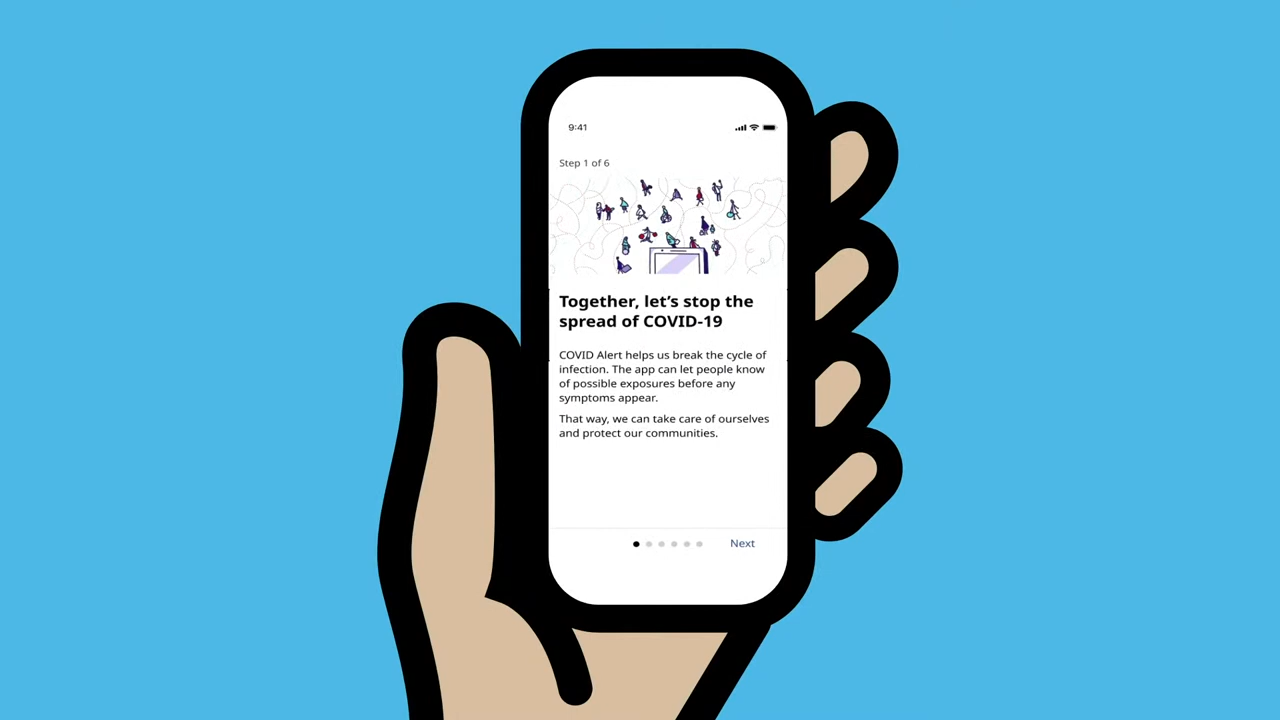 9:41
Step 1 of 6
Together, let’s stop the
spread of COVID-19
COVID Alert helps us break the cycle of
infection. The app can let people know
of possible exposures before any
symptoms appear.
That way, we can take care of ourselves
and protect our communities.
Next